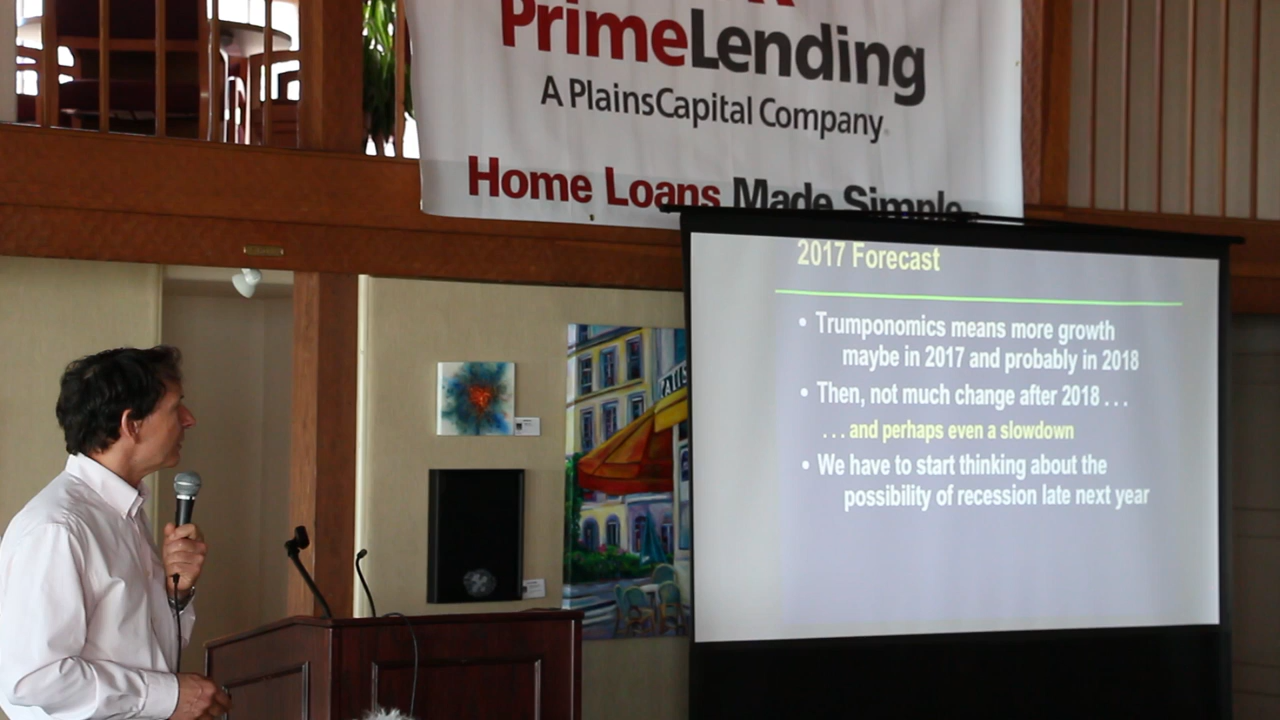 PrimeLending
A PlainsCapital Company
Home Loans Made Simple
2017 Forecast
• Trumponomics means more growth
maybe in 2017 and probably in 2018
• Then, not much change after 2018 . . .
. . . and perhaps even a slowdown
• We have to start thinking about the
possibility of recession late next year